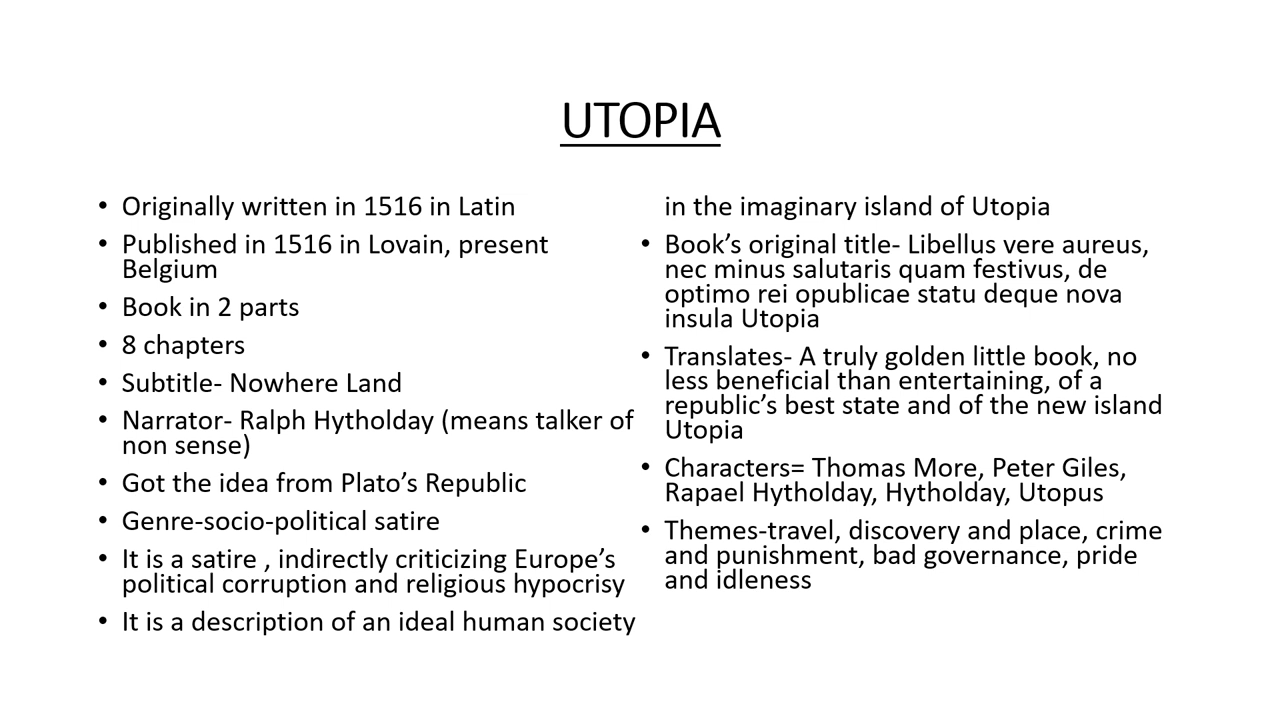 UTOPIA
• Originally written in 1516 in Latin
• Published in 1516 in Lovain, present
Belgium
• Book in 2 parts
• 8 chapters
• Subtitle- Nowhere Land
• Narrator- Ralph Hytholday (means talker of
non sense)
• Got the idea from Plato’s Republic
• Genre-socio-political satire
• It is a satire , indirectly criticizing Europe’s
political corruption and religious hypocrisy
• It is a description of an ideal human society
in the imaginary island of Utopia
• Book’s original title- Libellus vere aureus,
nec minus salutaris quam festivus, de
optimo rei opublicae statu deque nova
insula Utopia
• Translates- A truly golden little book, no
less beneficial than entertaining, of a
republic’s best state and of the new island
Utopia
• Characters= Thomas More, Peter Giles,
Rapael Hytholday, Hytholday, Utopus
• Themes-travel, discovery and place, crime
and punishment, bad governance, pride
and idleness